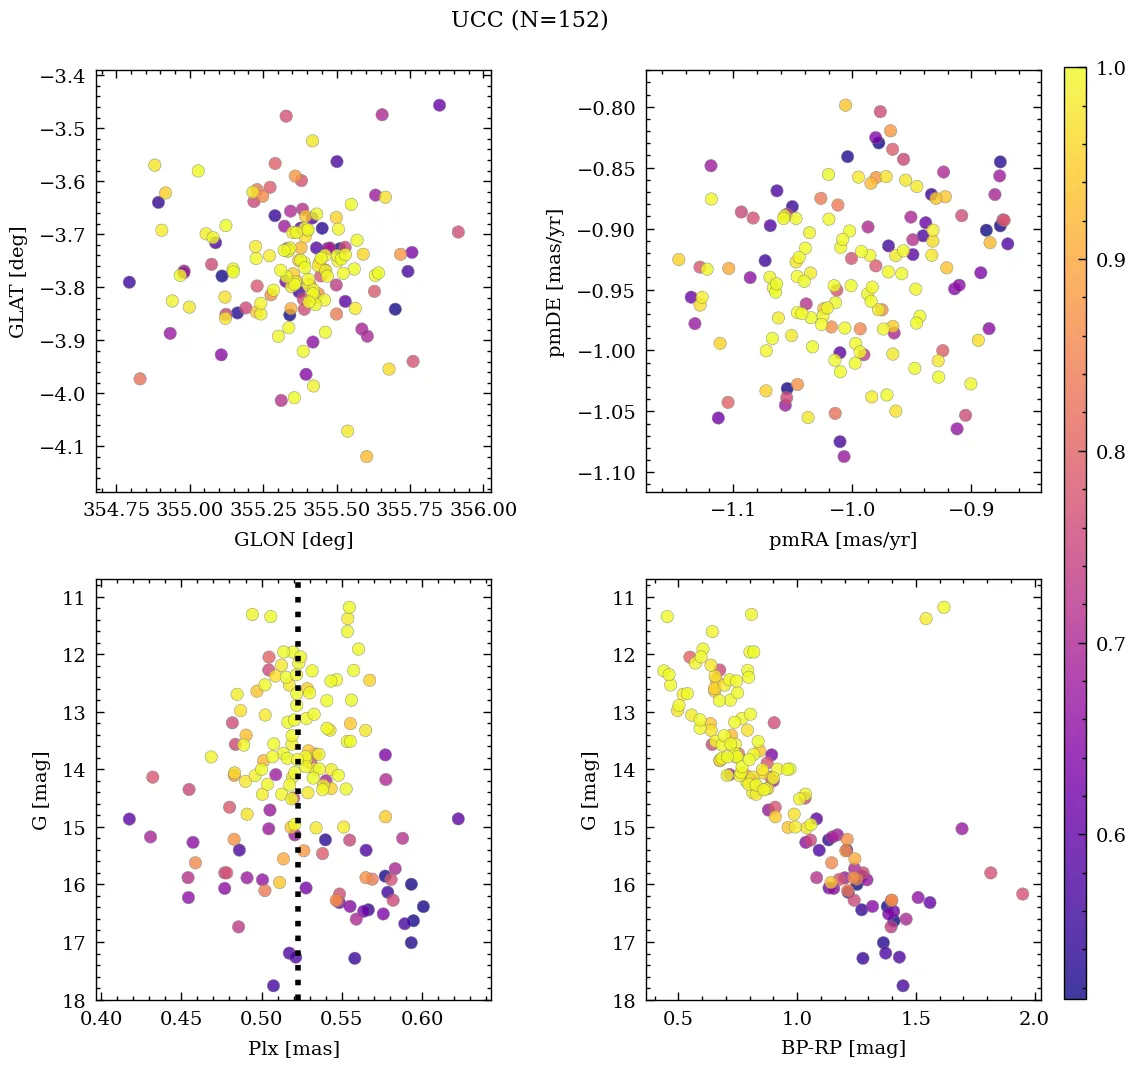 UCC (N=152)
−3.4
−3.5
−3.6
−3.7
−3.8
−3.9
−4.0
−4.1
GLAT [deg]
354.75 355.00 355.25 355.50 355.75 356.00
GLON [deg]
−0.80
−0.85
−0.90
−0.95
−1.00
−1.05
−1.10
pmDE [mas/yr]
−1.1 −1.0 −0.9
pmRA [mas/yr]
11
12
13
14
15
16
17
18
G [mag]
0.40 0.45 0.50 0.55 0.60
Plx [mas]
11
12
13
14
15
16
17
18
G [mag]
0.5 1.0 1.5 2.0
BP-RP [mag]
1.0
0.9
0.8
0.7
0.6